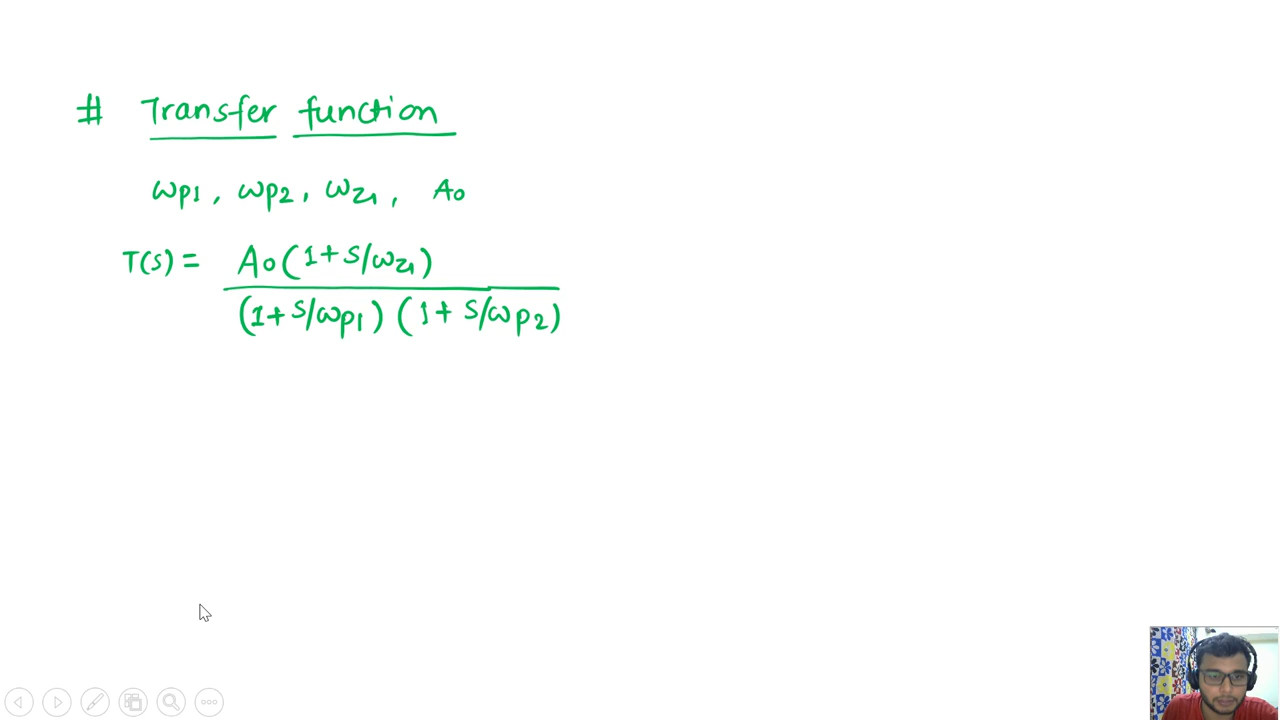 # Transfer function
ωp1, ωp2, ωz1, A0
T(s) = A0(1+s/ωz1)
(1+s/ωp1)(1+s/ωp2)